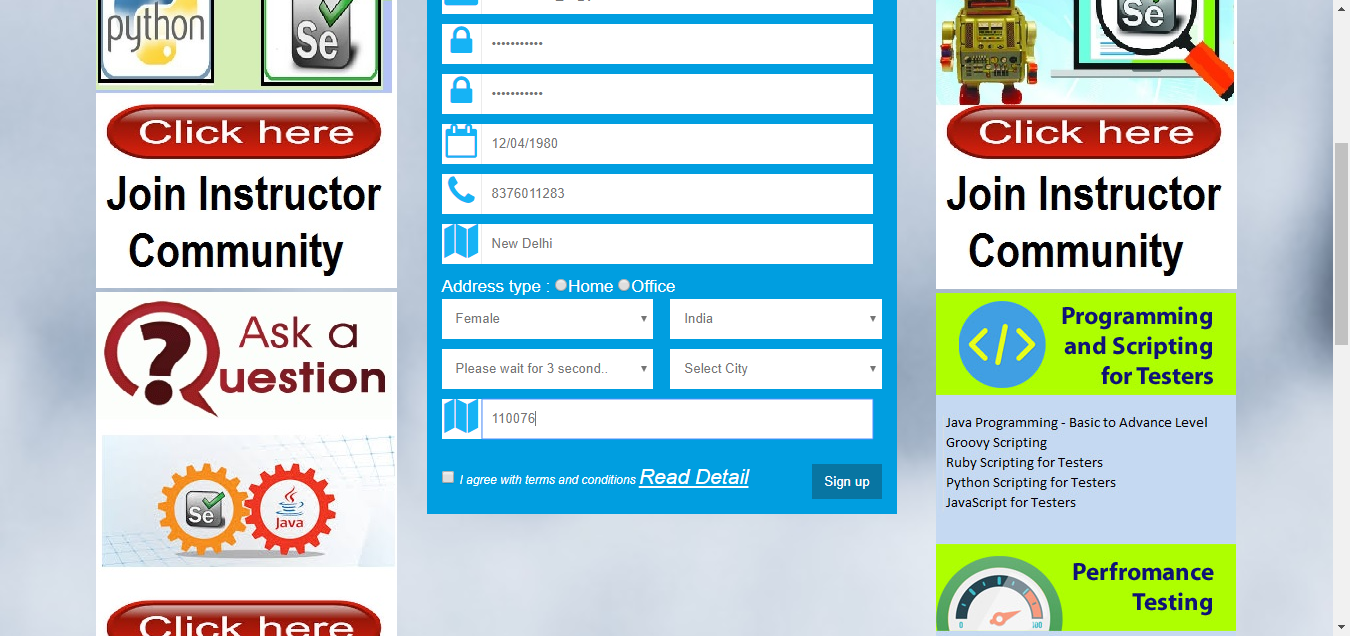 python
Se
Click here
Join Instructor
Community
Ask a
Question
Se
Java
Click here
•••••••••••
•••••••••••
12/04/1980
8376011283
New Delhi
Address type : Home Office
Female
India
Please wait for 3 second..
Select City
110076
I agree with terms and conditions Read Detail
Sign up
Se
Click here
Join Instructor
Community
</>
Programming
and Scripting
for Testers
Java Programming - Basic to Advance Level
Groovy Scripting
Ruby Scripting for Testers
Python Scripting for Testers
JavaScript for Testers
Perfromance
Testing
0
100